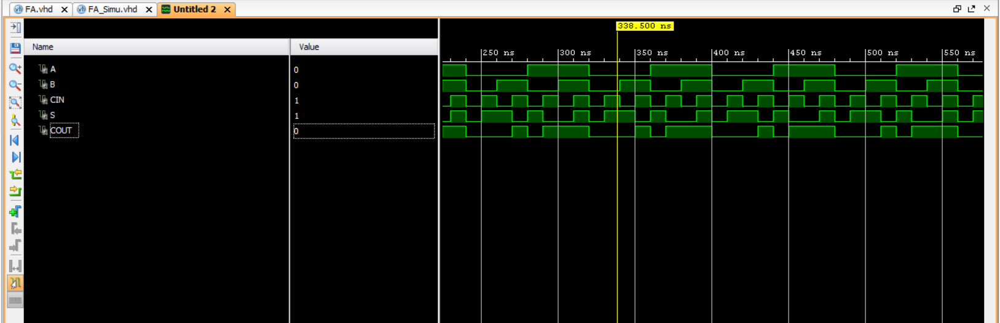 FA.vhd FA_Simu.vhd Untitled 2
338.500 ns
Name Value
250 ns 300 ns 350 ns 400 ns 450 ns 500 ns 550 ns
A 0
B 0
CIN 1
S 1
COUT 0